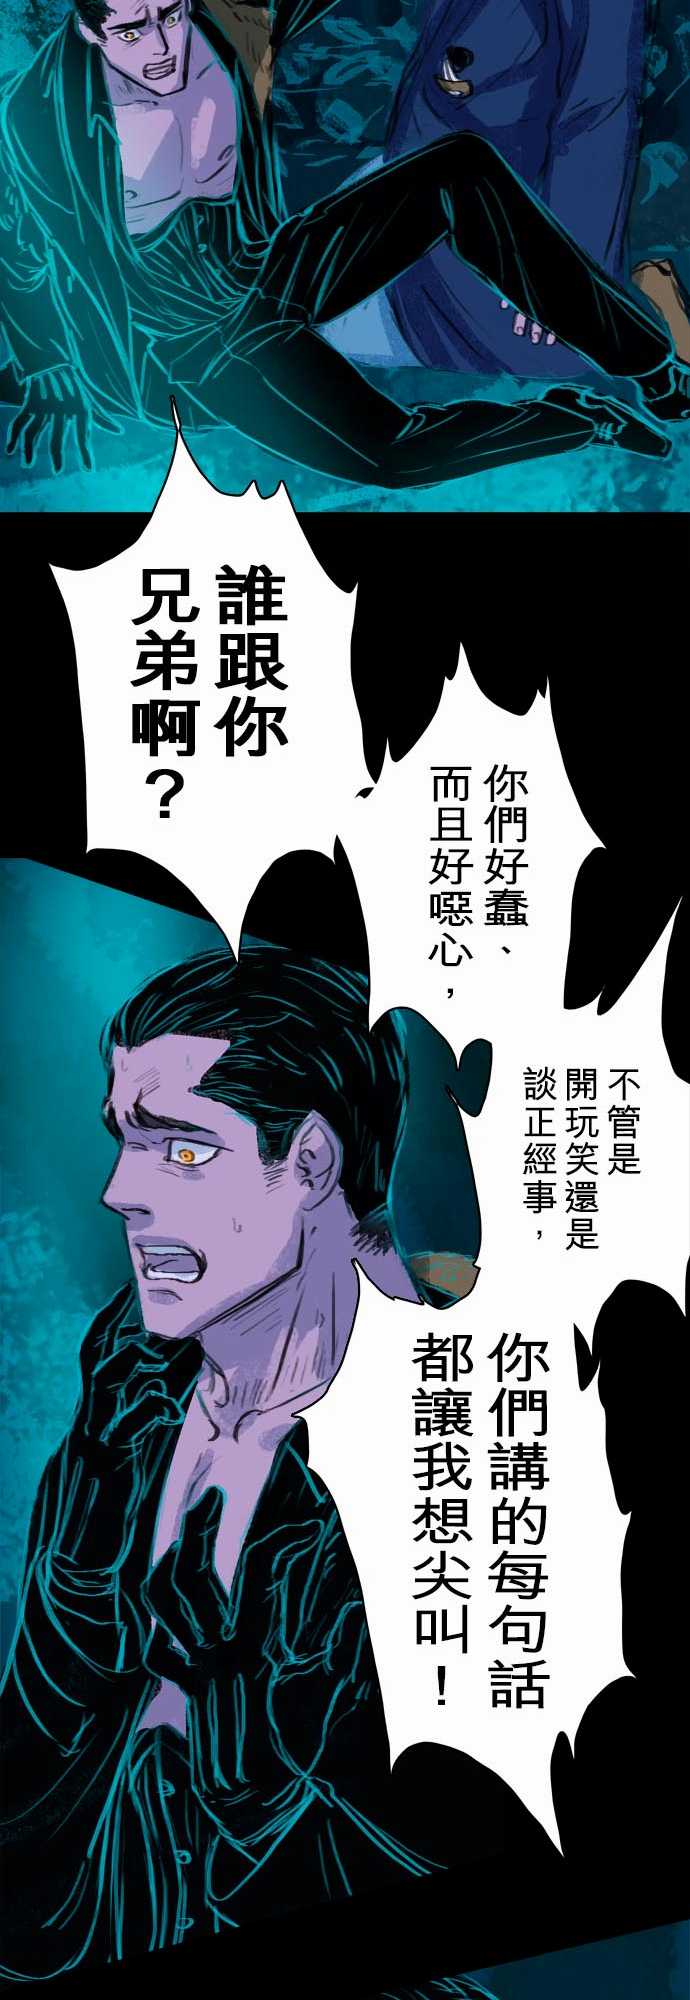 誰跟你
兄弟啊?
你們好蠢、
而且好噁心,
不管是
開玩笑還是
談正經事,
你們講的每句話
都讓我想尖叫!